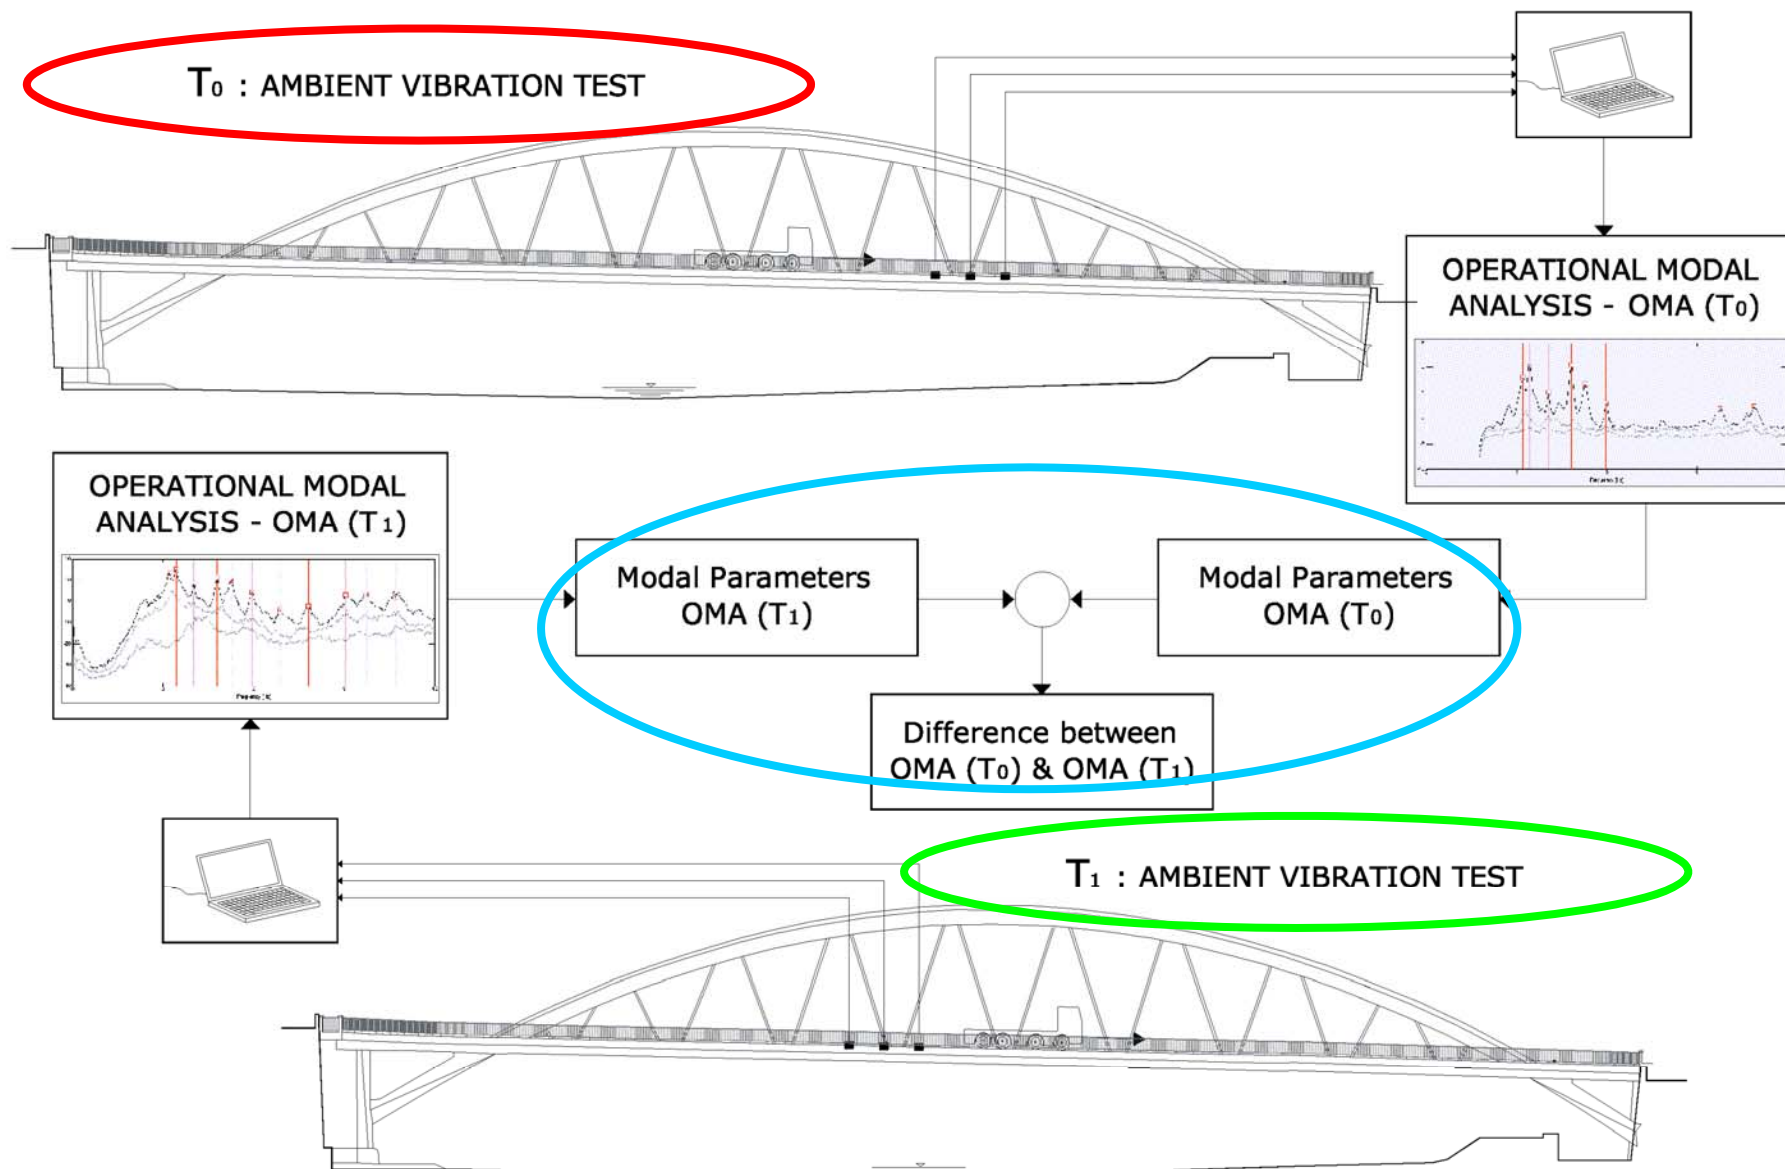 T0 : AMBIENT VIBRATION TEST
OPERATIONAL MODAL
ANALYSIS - OMA (T0)
OPERATIONAL MODAL
ANALYSIS - OMA (T1)
Modal Parameters
OMA (T1)
Modal Parameters
OMA (T0)
Difference between
OMA (T0) & OMA (T1)
T1 : AMBIENT VIBRATION TEST